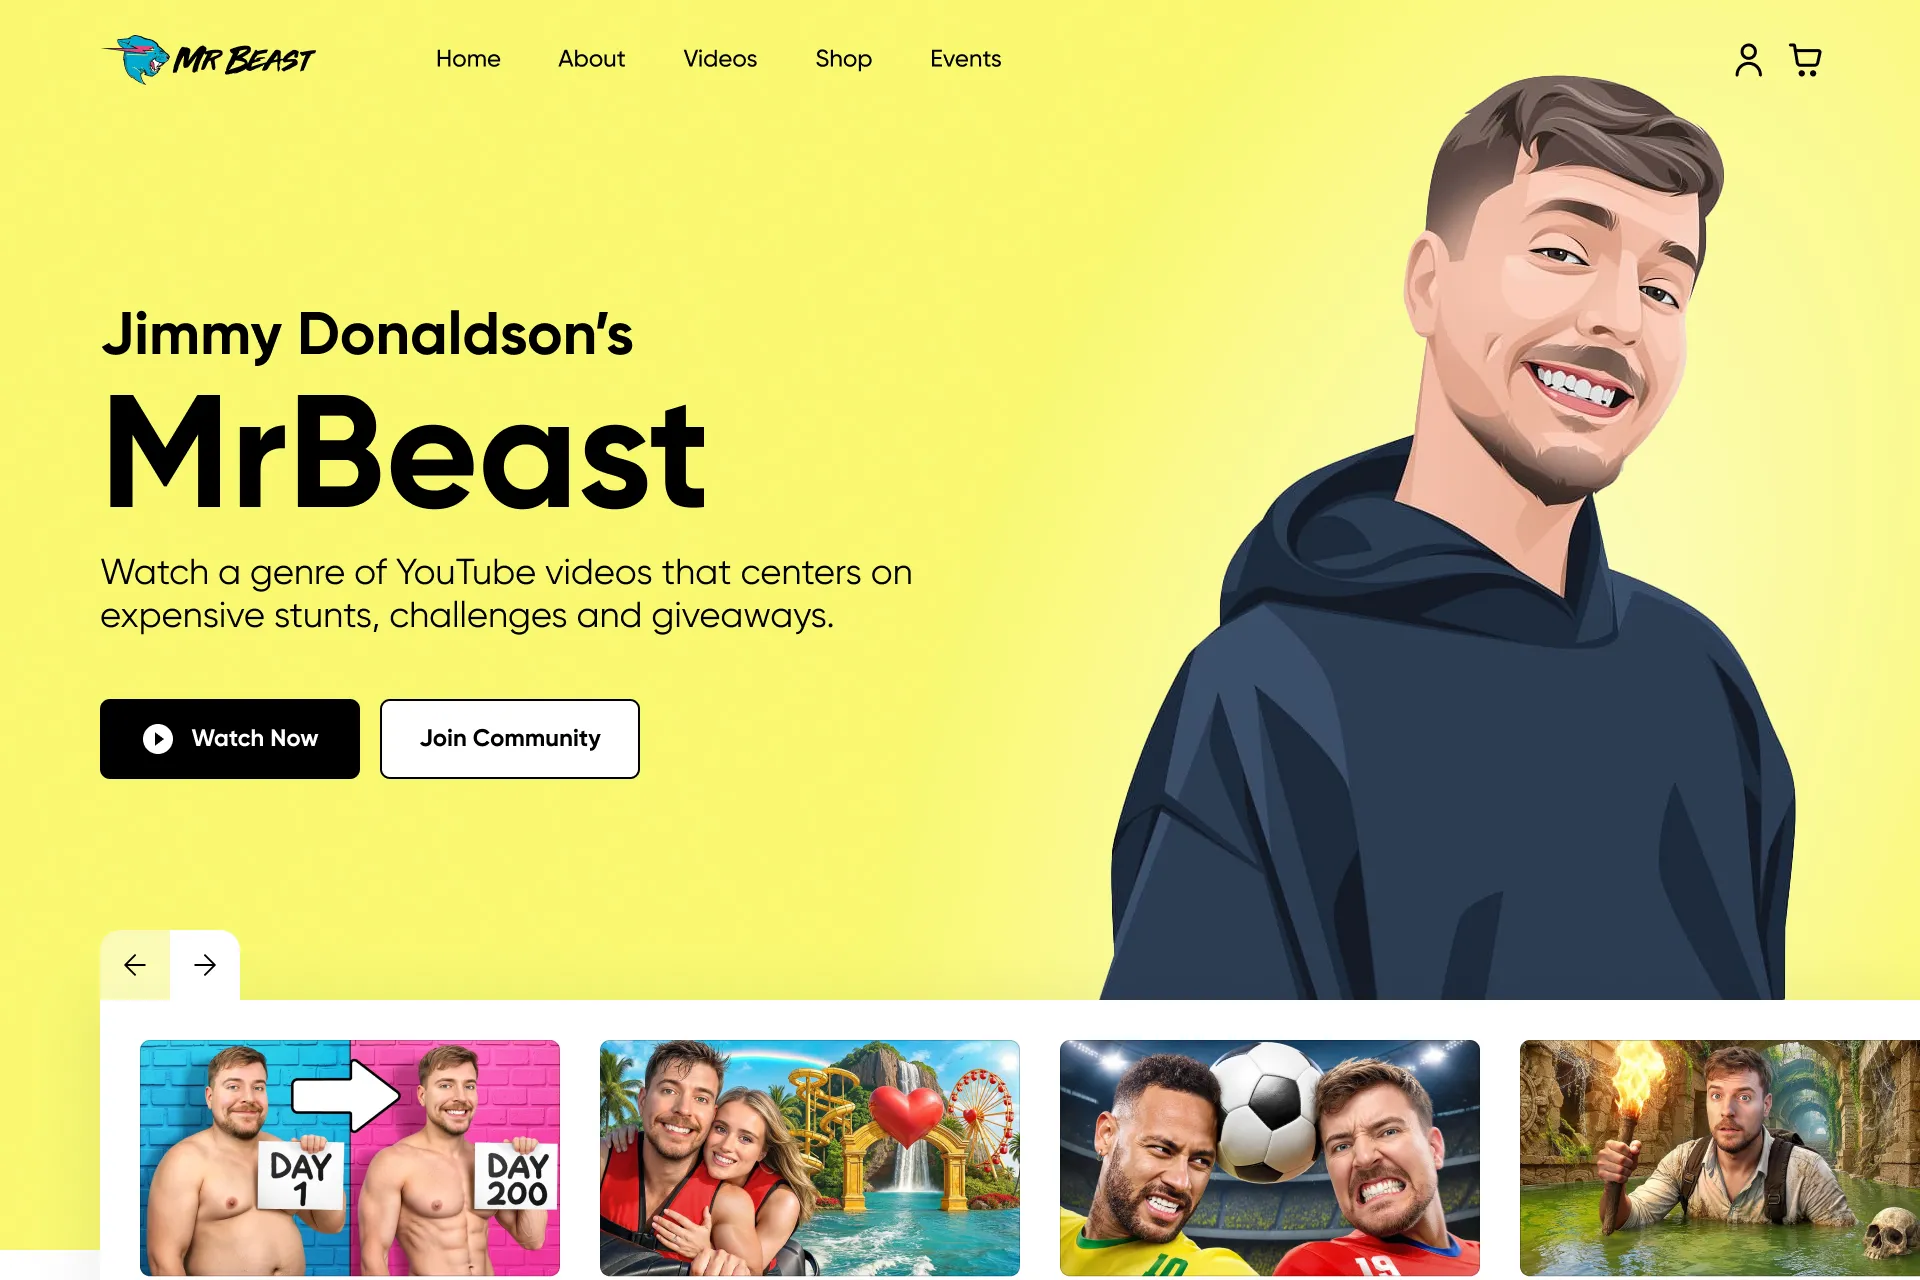 MR BEAST
Home
About
Videos
Shop
Events
Jimmy Donaldson’s
MrBeast
Watch a genre of YouTube videos that centers on
expensive stunts, challenges and giveaways.
Watch Now
Join Community
DAY
1
DAY
200
10
19